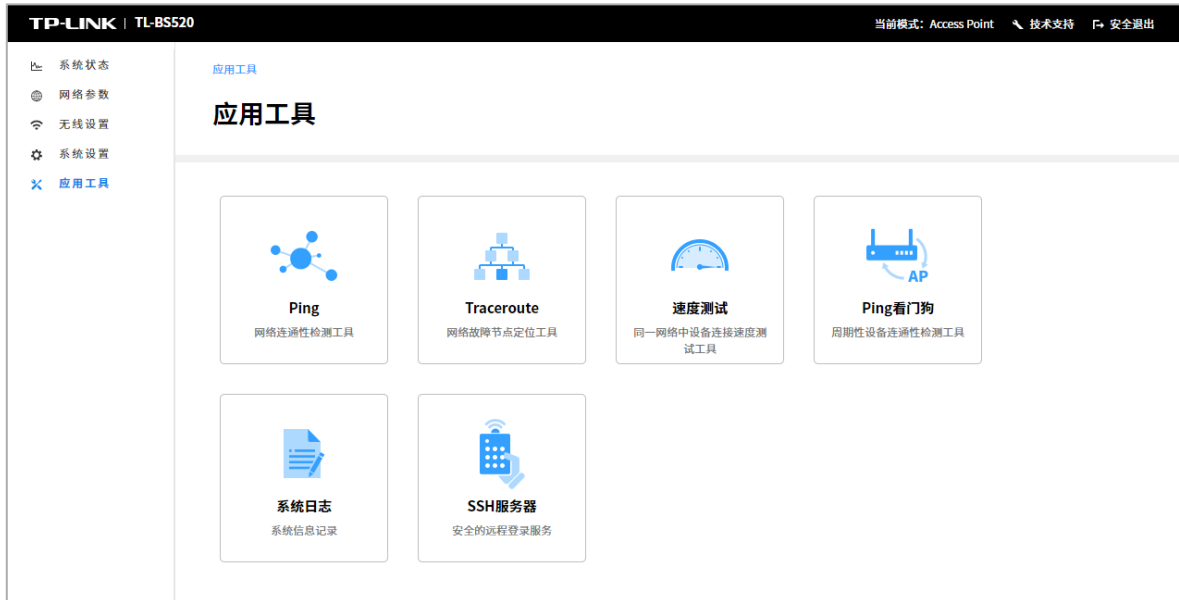 TP-LINK | TL-BS520
当前模式：Access Point 技术支持 安全退出
系统状态
网络参数
无线设置
系统设置
应用工具
应用工具
应用工具
Ping
网络连通性检测工具
Traceroute
网络故障节点定位工具
速度测试
同一网络中设备连接速度测
试工具
AP
Ping看门狗
周期性设备连通性检测工具
系统日志
系统信息记录
SSH服务器
安全的远程登录服务